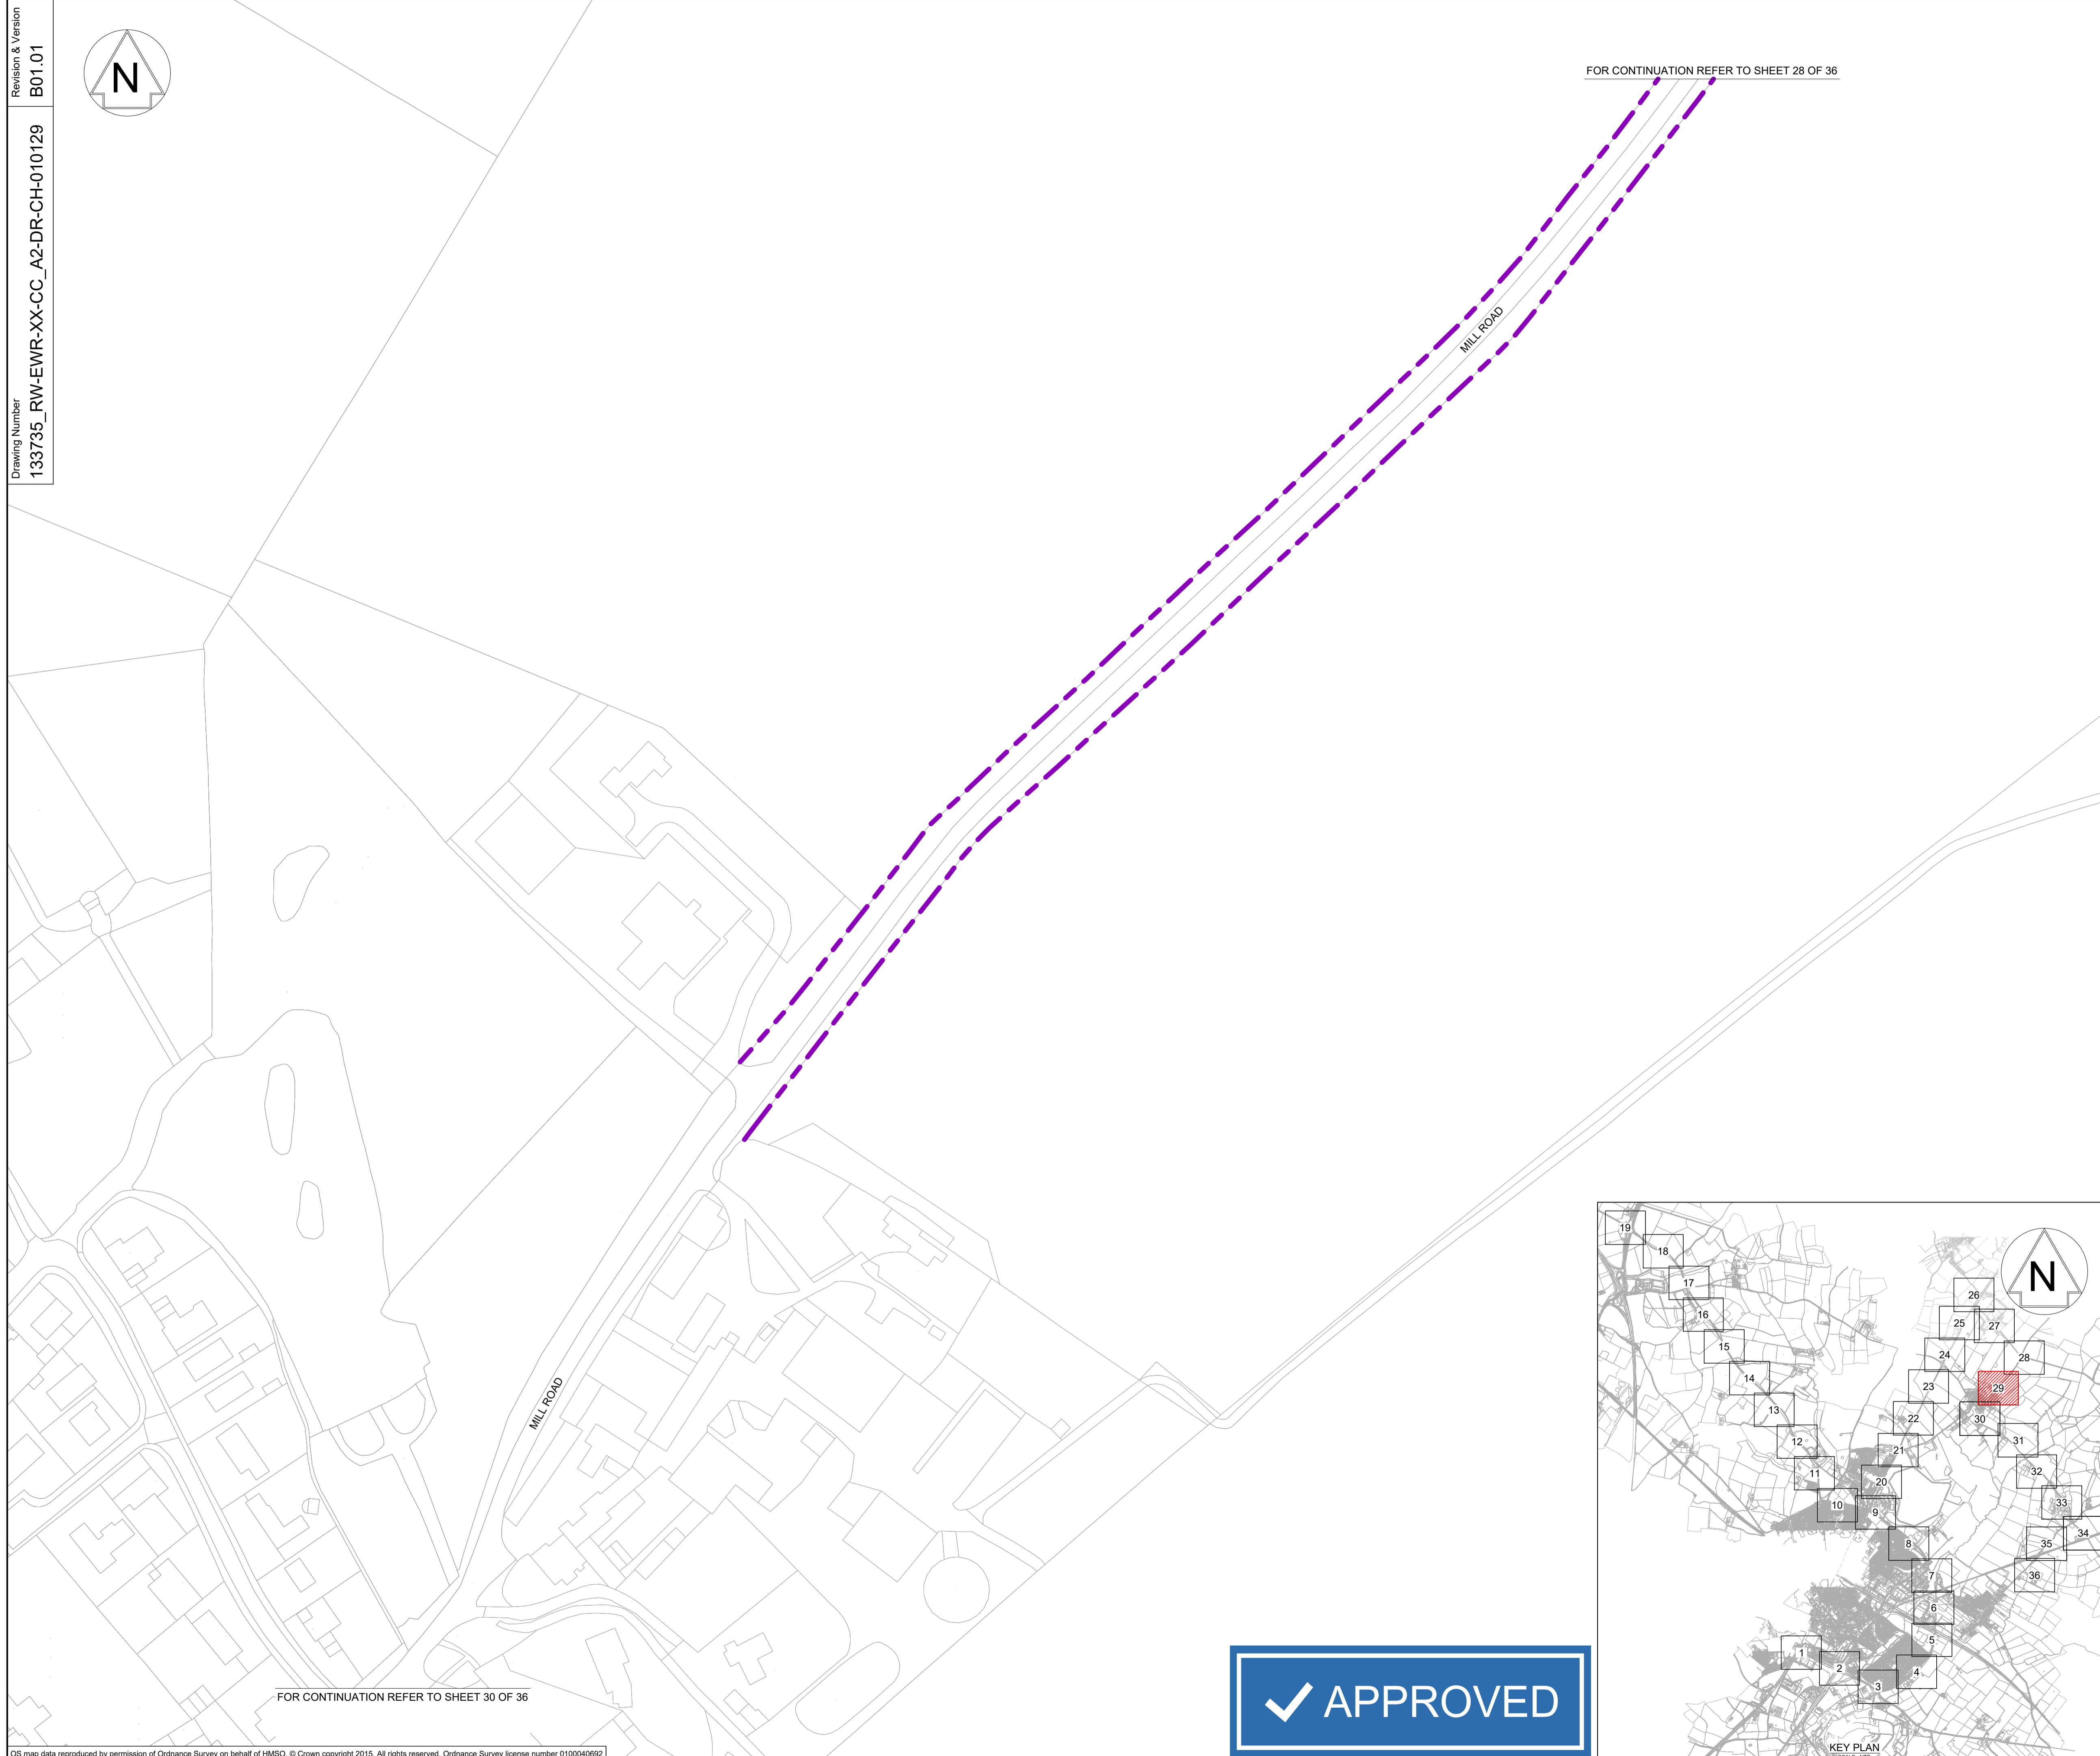 Revision & Version
B01.01
Drawing Number
133735_RW-EWR-XX-CC_A2-DR-CH-010129
N
FOR CONTINUATION REFER TO SHEET 28 OF 36
MILL ROAD
MILL ROAD
FOR CONTINUATION REFER TO SHEET 30 OF 36
OS map data reproduced by permission of Ordnance Survey on behalf of HMSO. © Crown copyright 2015. All rights reserved. Ordnance Survey license number 0100040692
APPROVED
N
19
18
17
16
15
14
13
12
11
10
9
20
21
22
23
24
25
26
27
28
29
30
31
32
33
34
35
36
8
7
6
5
4
3
2
1
KEY PLAN